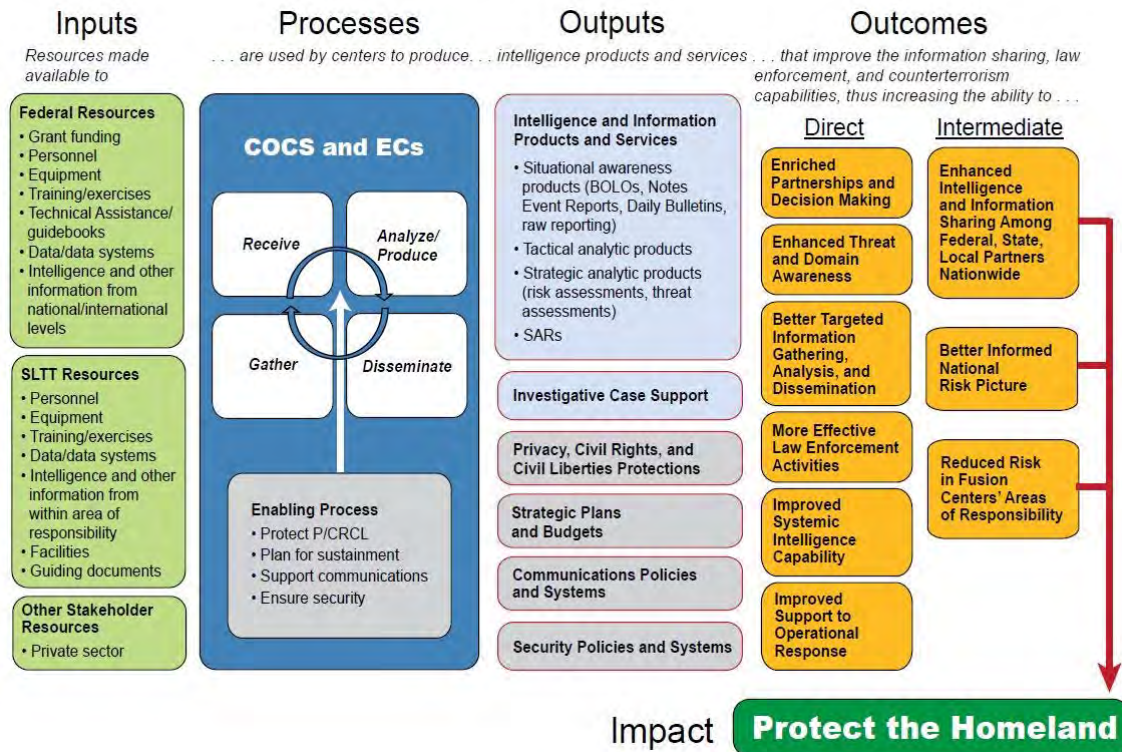 Inputs
Resources made
available to
Federal Resources
• Grant funding
• Personnel
• Equipment
• Training/exercises
• Technical Assistance/
guidebooks
• Data/data systems
• Intelligence and other
information from
national/international
levels
SLTT Resources
• Personnel
• Equipment
• Training/exercises
• Data/data systems
• Intelligence and other
information from
within area of
responsibility
• Facilities
• Guiding documents
Other Stakeholder
Resources
• Private sector
Processes
. . . are used by centers to produce. . .
COCS and ECs
Receive
Analyze/
Produce
Gather
Disseminate
Enabling Process
• Protect P/CRCL
• Plan for sustainment
• Support communications
• Ensure security
Outputs
intelligence products and services . . .
Intelligence and Information
Products and Services
• Situational awareness
products (BOLOs, Notes
Event Reports, Daily Bulletins,
raw reporting)
• Tactical analytic products
• Strategic analytic products
(risk assessments, threat
assessments)
• SARs
Investigative Case Support
Privacy, Civil Rights, and
Civil Liberties Protections
Strategic Plans
and Budgets
Communications Policies
and Systems
Security Policies and Systems
Outcomes
that improve the information sharing, law
enforcement, and counterterrorism
capabilities, thus increasing the ability to . . .
Direct
Enriched
Partnerships and
Decision Making
Enhanced Threat
and Domain
Awareness
Better Targeted
Information
Gathering,
Analysis, and
Dissemination
More Effective
Law Enforcement
Activities
Improved
Systemic
Intelligence
Capability
Improved
Support to
Operational
Response
Intermediate
Enhanced
Intelligence
and Information
Sharing Among
Federal, State,
Local Partners
Nationwide
Better Informed
National
Risk Picture
Reduced Risk
in Fusion
Centers' Areas
of Responsibility
Impact
Protect the Homeland